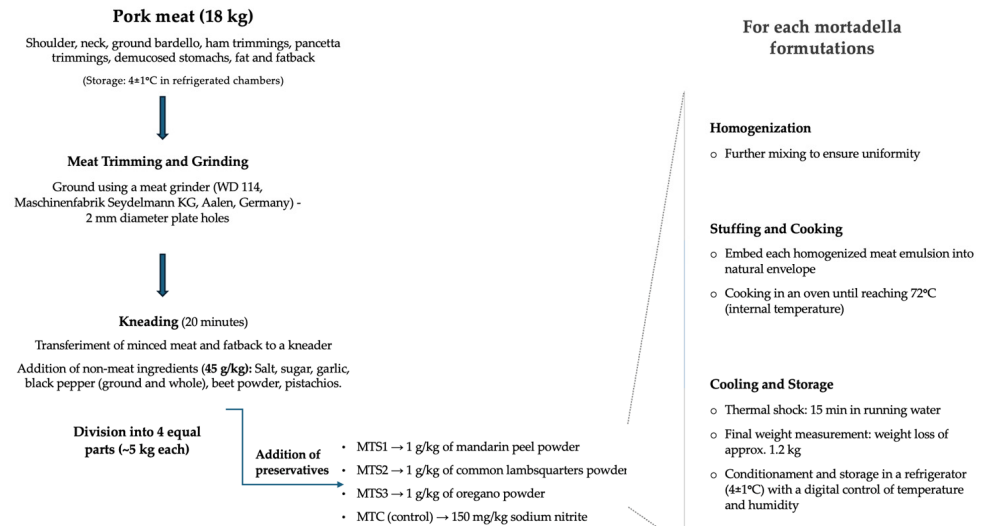 Pork meat (18 kg)
Shoulder, neck, ground bardello, ham trimmings, pancetta
trimmings, demucosed stomachs, fat and fatback
(Storage: 4±1°C in refrigerated chambers)
Meat Trimming and Grinding
Ground using a meat grinder (WD 114,
Maschinenfabrik Seydelmann KG, Aalen, Germany) -
2 mm diameter plate holes
Kneading (20 minutes)
Transferiment of minced meat and fatback to a kneader
Addition of non-meat ingredients (45 g/kg): Salt, sugar, garlic,
black pepper (ground and whole), beet powder, pistachios.
Division into 4 equal
parts (~5 kg each)
Addition of
preservatives
• MTS1 → 1 g/kg of mandarin peel powder
• MTS2 → 1 g/kg of common lambsquarters powder
• MTS3 → 1 g/kg of oregano powder
• MTC (control) → 150 mg/kg sodium nitrite
For each mortadella
formutations
Homogenization
o Further mixing to ensure uniformity
Stuffing and Cooking
o Embed each homogenized meat emulsion into
natural envelope
o Cooking in an oven until reaching 72°C
(internal temperature)
Cooling and Storage
o Thermal shock: 15 min in running water
o Final weight measurement: weight loss of
approx. 1.2 kg
o Conditionament and storage in a refrigerator
(4±1°C) with a digital control of temperature
and humidity